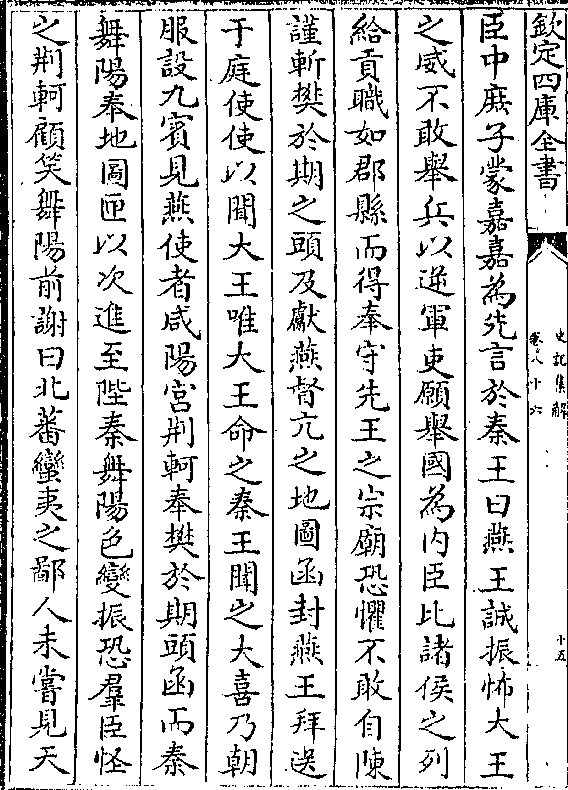 欽定四庫全書
史記集解
卷八十六
十五
臣中庶子蒙嘉嘉為先言於秦王曰燕王誠振怖大王
之威不敢舉兵以逆軍吏願舉國為內臣比諸侯之列
給貢職如郡縣而得奉守先王之宗廟恐懼不敢自陳
謹斬樊於期之頭及獻燕督亢之地圖函封燕王拜送
于庭使使以聞大王唯大王命之秦王聞之大喜乃朝
服設九賓見燕使者咸陽宮荆軻奉樊於期頭函而秦
舞陽奉地圖匣以次進至陛秦舞陽色變振恐羣臣怪
之荆軻顧笑舞陽前謝曰北蕃蠻夷之鄙人未嘗見天